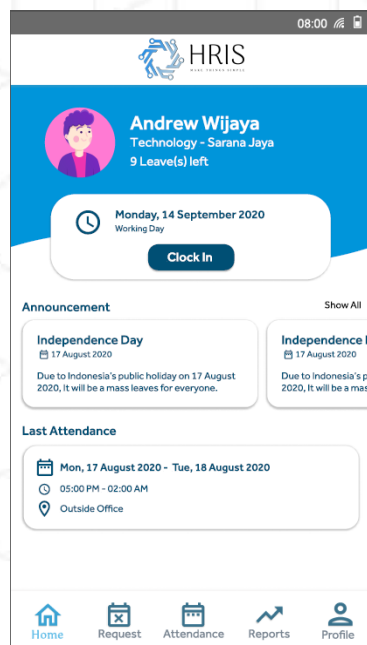 08:00
HRIS
MAKE THINGS SIMPLE
Andrew Wijaya
Technology - Sarana Jaya
9 Leave(s) left
Monday, 14 September 2020
Working Day
Clock In
Announcement
Show All
Independence Day
17 August 2020
Due to Indonesia's public holiday on 17 August
2020, It will be a mass leaves for everyone.
Independence
17 August 2020
Due to Indonesia's p
2020, It will be a mas
Last Attendance
Mon, 17 August 2020 - Tue, 18 August 2020
05:00 PM - 02:00 AM
Outside Office
Home
Request
Attendance
Reports
Profile